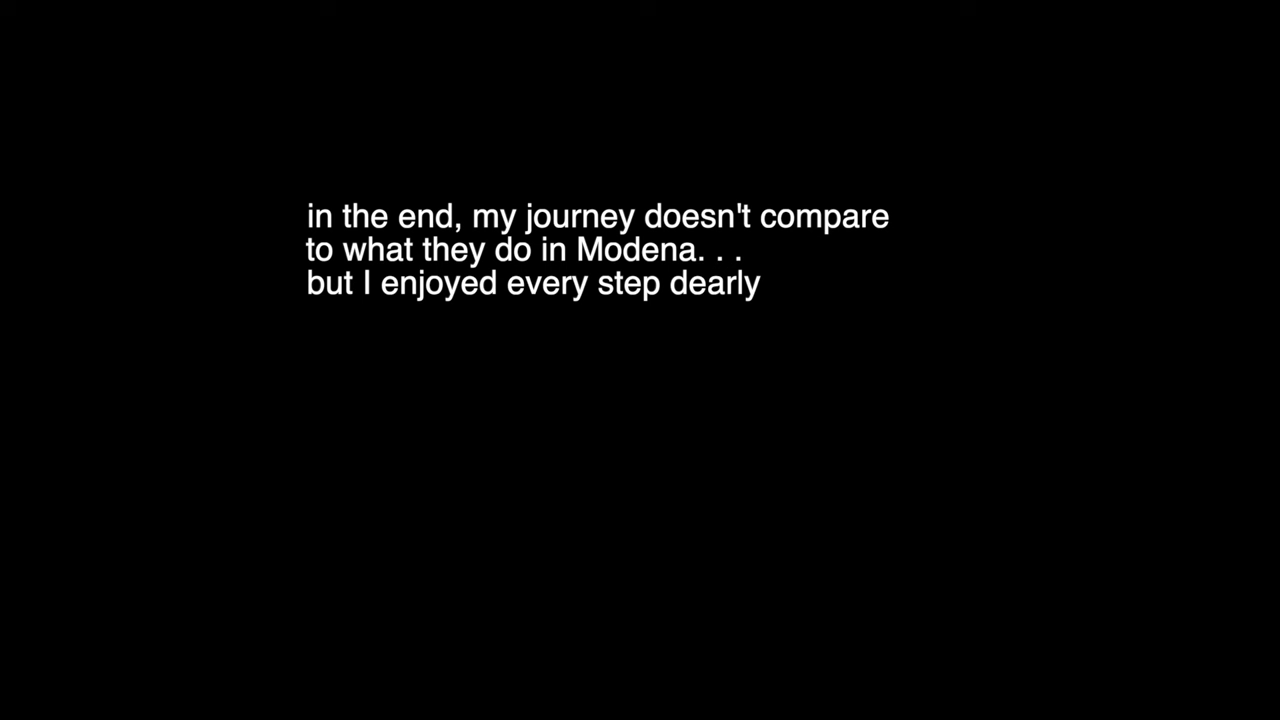 in the end, my journey doesn't compare
to what they do in Modena. . .
but I enjoyed every step dearly